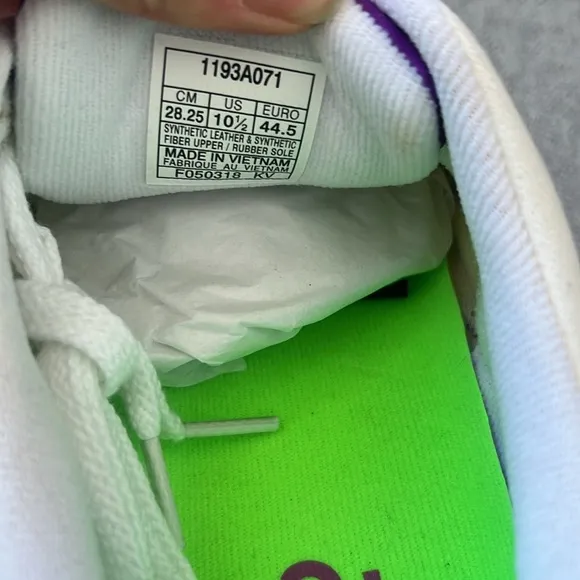 1193A071
CM US EURO
28.25 10½ 44.5
SYNTHETIC LEATHER & SYNTHETIC
FIBER UPPER / RUBBER SOLE
MADE IN VIETNAM
FABRIQUE AU VIETNAM
F050318 KV